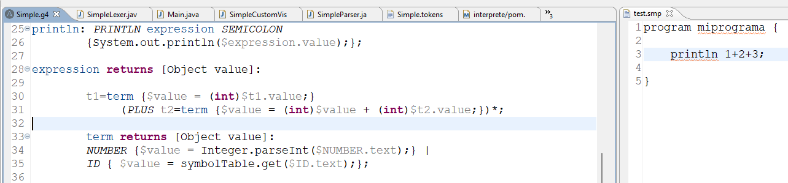 Simple.g4 SimpleLexer.jav Main.java SimpleCustomVis SimpleParser.ja Simple.tokens interprete/pom. »3 test.smp
25 println: PRINTLN expression SEMICOLON
26 {System.out.println($expression.value);};
27
28 expression returns [Object value]:
29
30 t1=term {$value = (int)$t1.value;}
31 (PLUS t2=term {$value = (int)$value + (int)$t2.value;})*;
32
33 term returns [Object value]:
34 NUMBER {$value = Integer.parseInt($NUMBER.text);} |
35 ID { $value = symbolTable.get($ID.text);};
36
1 program miprograma {
2
3 println 1+2+3;
4
5 }